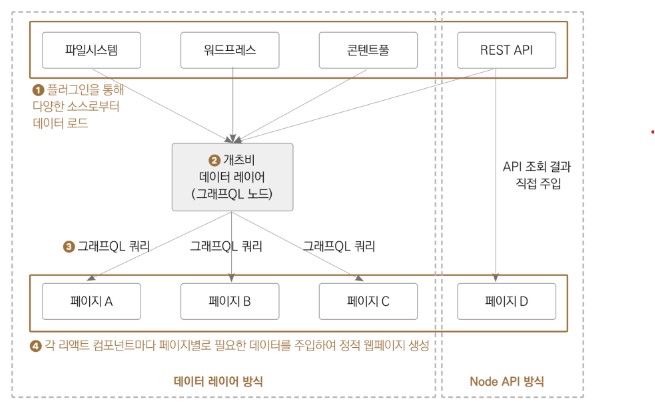 파일시스템
워드프레스
콘텐트풀
REST API
❶ 플러그인을 통해
다양한 소스로부터
데이터 로드
❷ 개츠비
데이터 레이어
(그래프QL 노드)
API 조회 결과
직접 주입
❸ 그래프QL 쿼리
그래프QL 쿼리
그래프QL 쿼리
페이지 A
페이지 B
페이지 C
페이지 D
❹ 각 리액트 컴포넌트마다 페이지별로 필요한 데이터를 주입하여 정적 웹페이지 생성
데이터 레이어 방식
Node API 방식